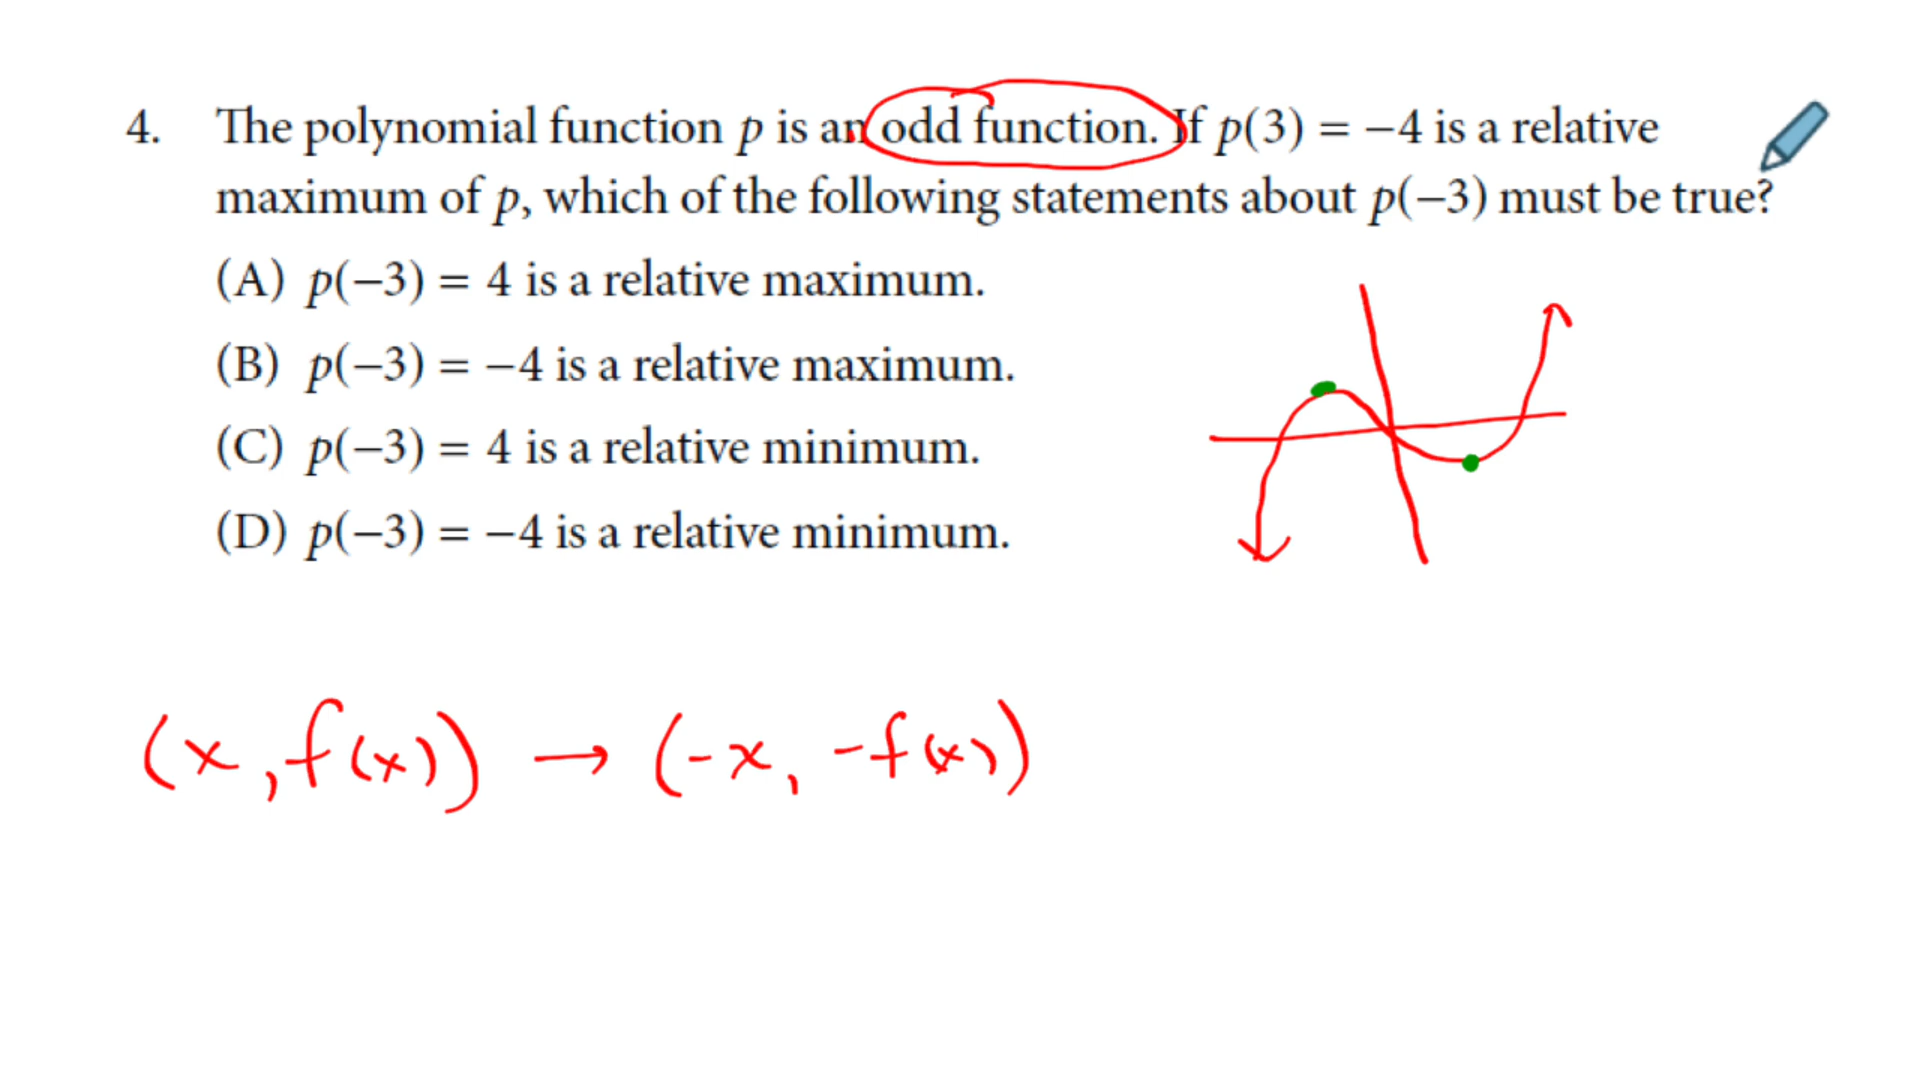 4. The polynomial function p is an odd function. If p(3) = −4 is a relative
maximum of p, which of the following statements about p(−3) must be true?
(A) p(−3) = 4 is a relative maximum.
(B) p(−3) = −4 is a relative maximum.
(C) p(−3) = 4 is a relative minimum.
(D) p(−3) = −4 is a relative minimum.
(x, f(x)) → (-x, -f(x))